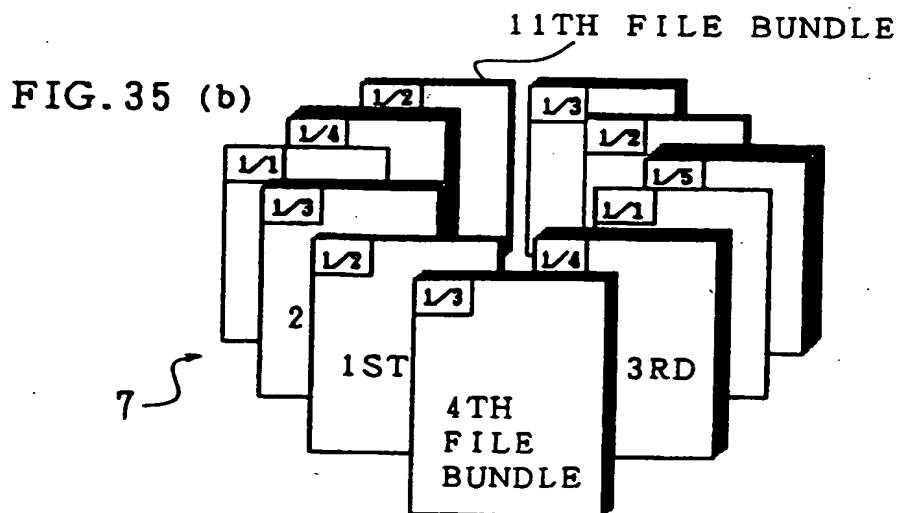 11TH FILE BUNDLE
FIG.35 (b)
1/2
1/3
1/4
1/2
1/1
1/5
1/3
1/1
1/2
1/4
1/3
2
1ST
3RD
7
4TH
FILE
BUNDLE